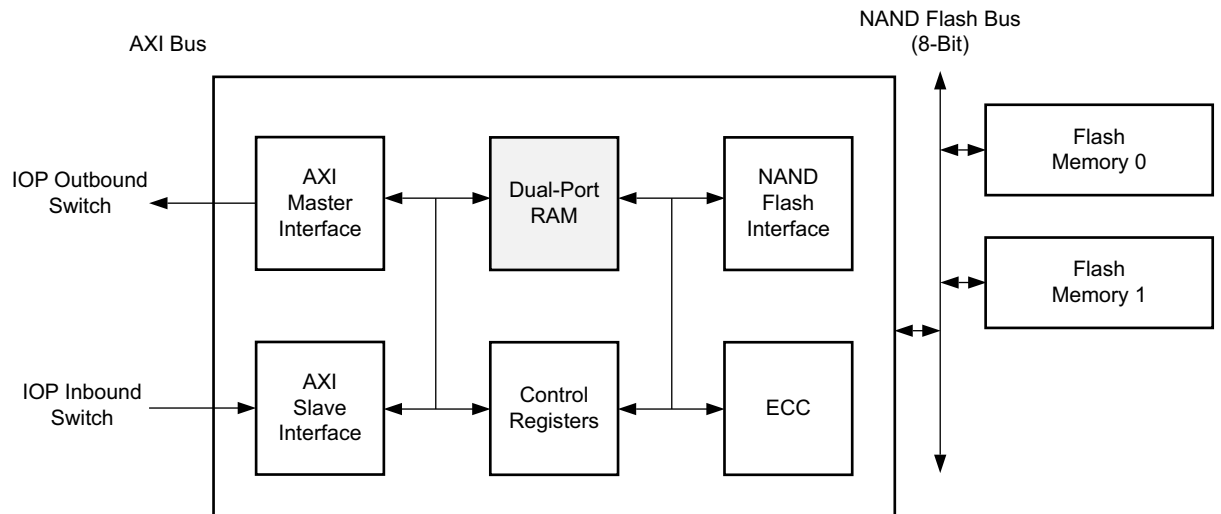 AXI Bus
NAND Flash Bus
(8-Bit)
IOP Outbound
Switch
AXI
Master
Interface
Dual-Port
RAM
NAND
Flash
Interface
Flash
Memory 0
Flash
Memory 1
IOP Inbound
Switch
AXI
Slave
Interface
Control
Registers
ECC